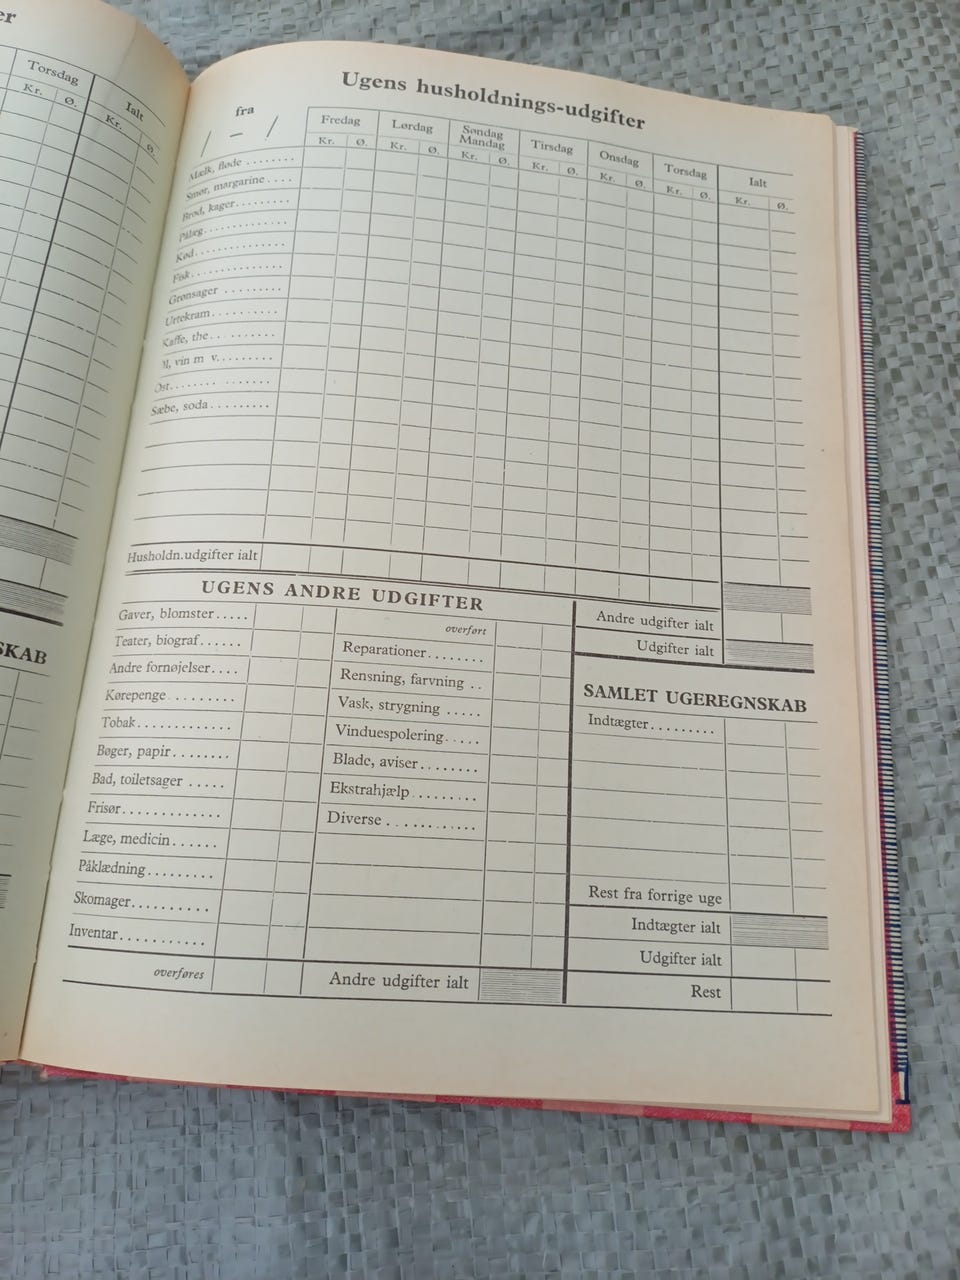 er
Torsdag Ialt
Kr. Ø. Kr. Ø.
SKAB
Ugens husholdnings-udgifter
fra
/ — /
Fredag Lørdag Søndag Mandag Tirsdag Onsdag Torsdag Ialt
Kr. Ø. Kr. Ø. Kr. Ø. Kr. Ø. Kr. Ø. Kr. Ø. Kr. Ø.
Mælk, fløde ........
Smør, margarine ....
Brød, kager.........
Pålæg..............
Kød...............
Fisk...............
Grønsager .........
Urtekram...........
Kaffe, the..........
Øl, vin m v.........
Ost...............
Sæbe, soda.........
Husholdn.udgifter ialt
UGENS ANDRE UDGIFTER
Gaver, blomster.....
Teater, biograf......
Andre fornøjelser....
Kørepenge ........
Tobak............
Bøger, papir........
Bad, toiletsager .....
Frisør.............
Læge, medicin......
Påklædning.........
Skomager..........
Inventar...........
overføres
overført
Reparationer........
Rensning, farvning ..
Vask, strygning .....
Vinduespolering.....
Blade, aviser........
Ekstrahjælp.........
Diverse ............
Andre udgifter ialt
Andre udgifter ialt
Udgifter ialt
SAMLET UGEREGNSKAB
Indtægter.........
Rest fra forrige uge
Indtægter ialt
Udgifter ialt
Rest